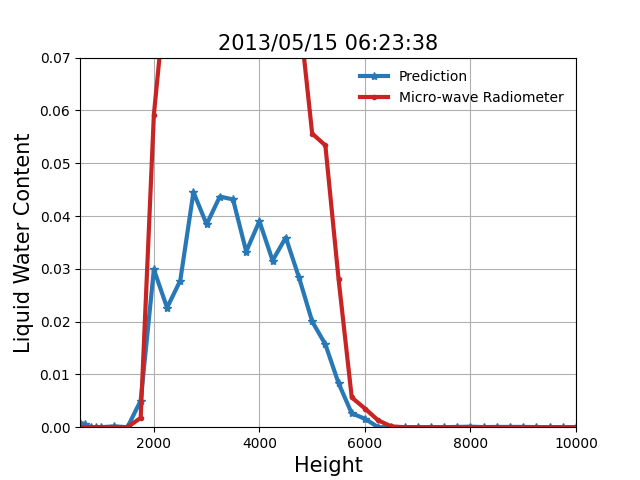 2013/05/15 06:23:38
Prediction
Micro-wave Radiometer
Liquid Water Content
0.07
0.06
0.05
0.04
0.03
0.02
0.01
0.00
2000 4000 6000 8000 10000
Height